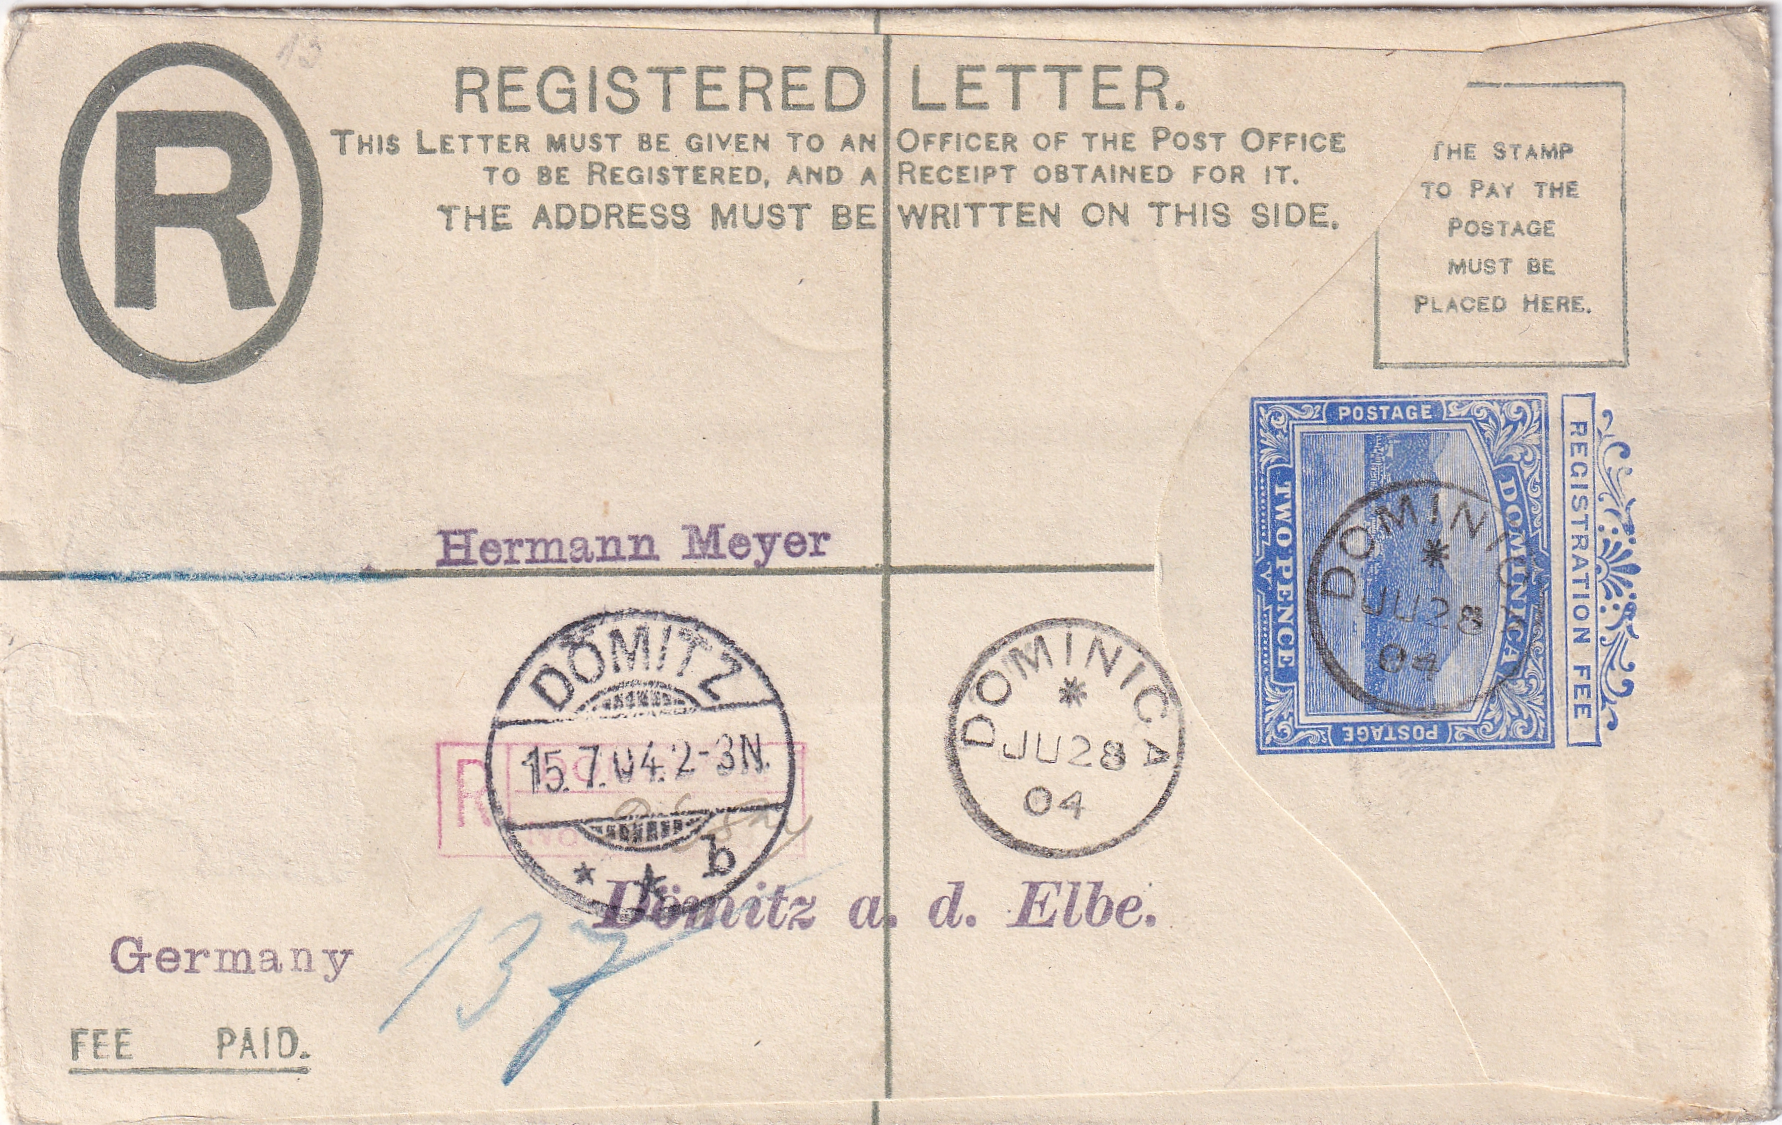 13
R
REGISTERED LETTER.
THIS LETTER MUST BE GIVEN TO AN OFFICER OF THE POST OFFICE
TO BE REGISTERED, AND A RECEIPT OBTAINED FOR IT.
THE ADDRESS MUST BE WRITTEN ON THIS SIDE.
THE STAMP
TO PAY THE
POSTAGE
MUST BE
PLACED HERE.
POSTAGE
DOMINICA
TWO PENCE
POSTAGE
REGISTRATION FEE
DOMINICA
JU 28
04
Hermann Meyer
DÖMITZ
15.7.04.2-3N.
b
R
No
DOMINICA
JU 28
04
Dömitz a. d. Elbe.
Germany
137
FEE PAID.